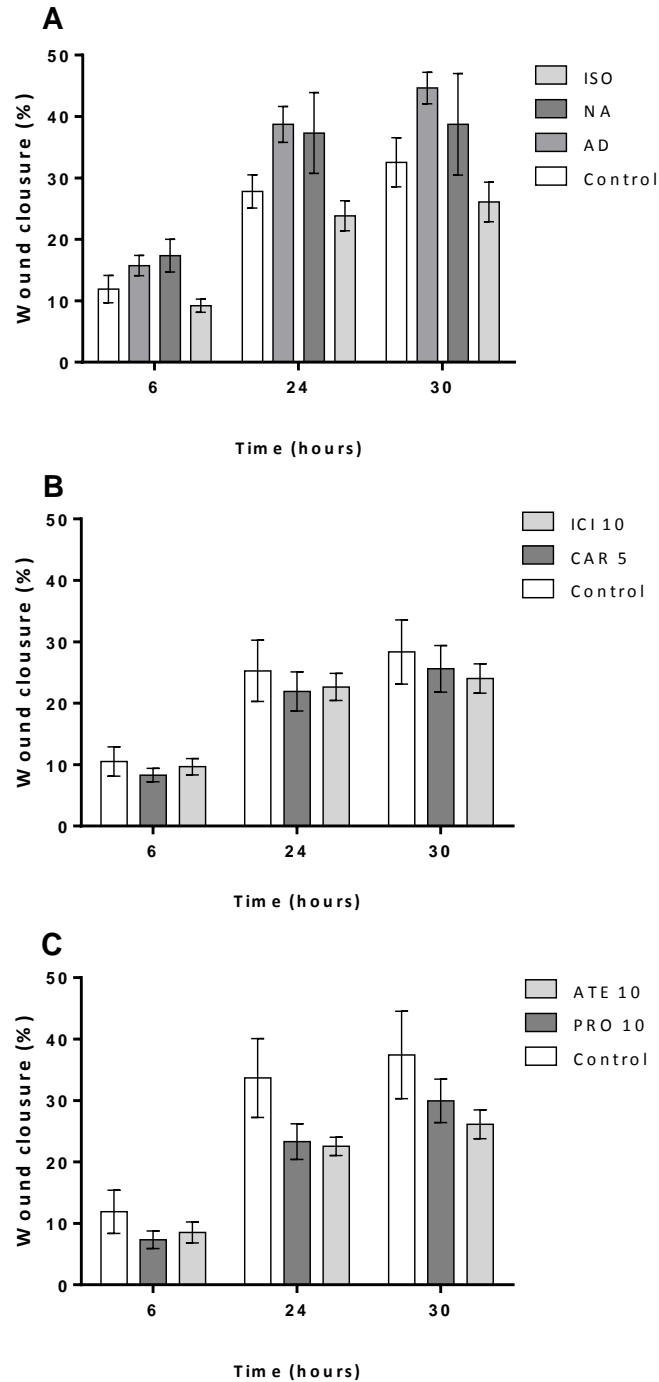 A
Wound clousure (%)
50
40
30
20
10
0
6 24 30
Time (hours)
ISO
NA
AD
Control
B
Wound clousure (%)
50
40
30
20
10
0
6 24 30
Time (hours)
ICI 10
CAR 5
Control
C
Wound clousure (%)
50
40
30
20
10
0
6 24 30
Time (hours)
ATE 10
PRO 10
Control